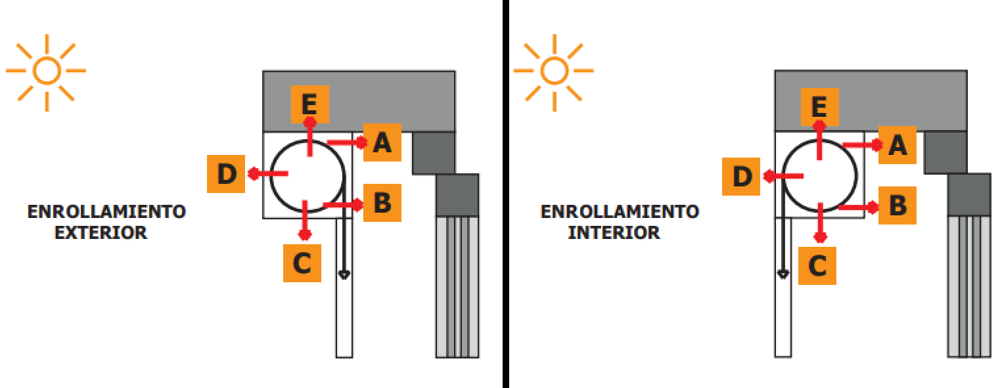 E
A
D
B
ENROLLAMIENTO
EXTERIOR
C
E
A
D
B
ENROLLAMIENTO
INTERIOR
C